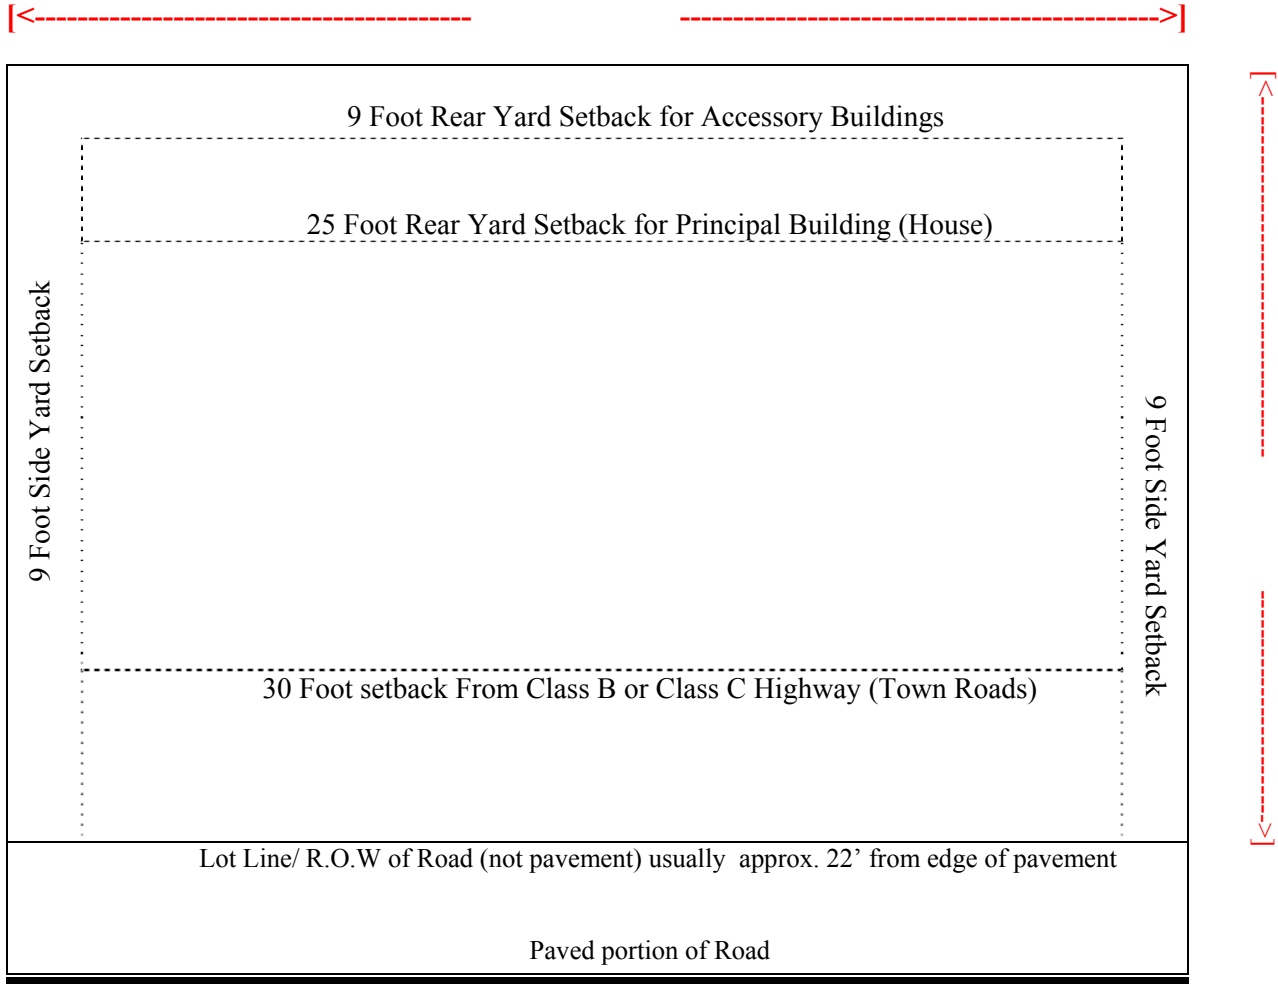 [<-------------------------------------- --------------------------------------->]
9 Foot Rear Yard Setback for Accessory Buildings
25 Foot Rear Yard Setback for Principal Building (House)
9 Foot Side Yard Setback
9 Foot Side Yard Setback
30 Foot setback From Class B or Class C Highway (Town Roads)
Lot Line/ R.O.W of Road (not pavement) usually approx. 22’ from edge of pavement
Paved portion of Road